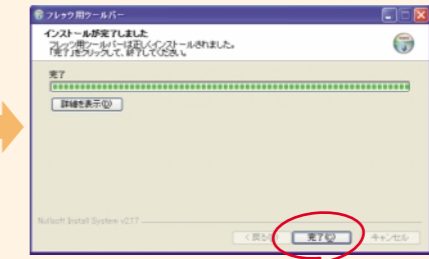 フレッツ用ツールバー
インストールが完了しました
フレッツ用ツールバーは正しくインストールされました。
「完了」をクリックして、終了してください。
完了
詳細を表示(D)
Nullsoft Install System v2.17
< 戻る(B)
完了(C)
キャンセル